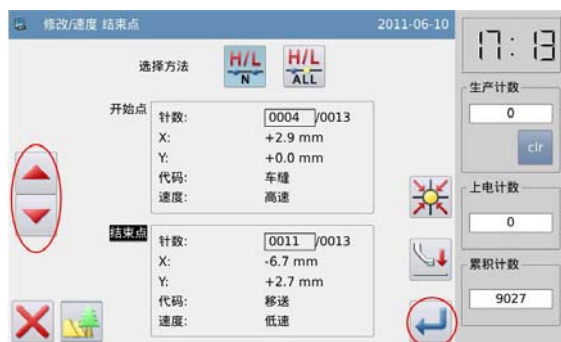 修改/速度 结束点
2011-06-10
17:13
选择方法
H/L N
H/L ALL
开始点
针数: 0004 /0013
X: +2.9 mm
Y: +0.0 mm
代码: 车缝
速度: 高速
结束点
针数: 0011 /0013
X: -6.7 mm
Y: +2.7 mm
代码: 移送
速度: 低速
生产计数
0
clr
上电计数
0
累积计数
9027